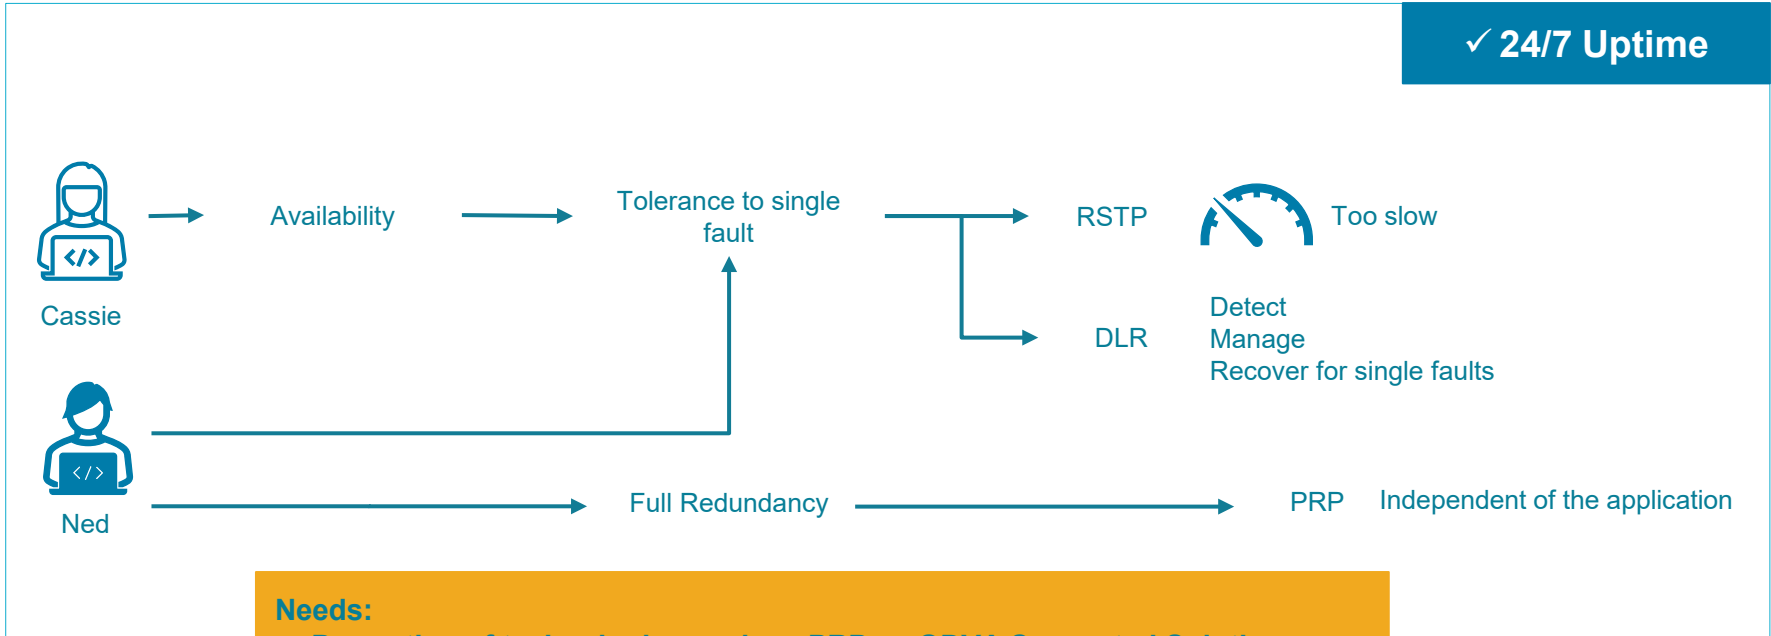 ✓ 24/7 Uptime
Cassie
Availability
Tolerance to single
fault
RSTP
Too slow
DLR
Detect
Manage
Recover for single faults
Ned
Full Redundancy
PRP
Independent of the application
Needs: